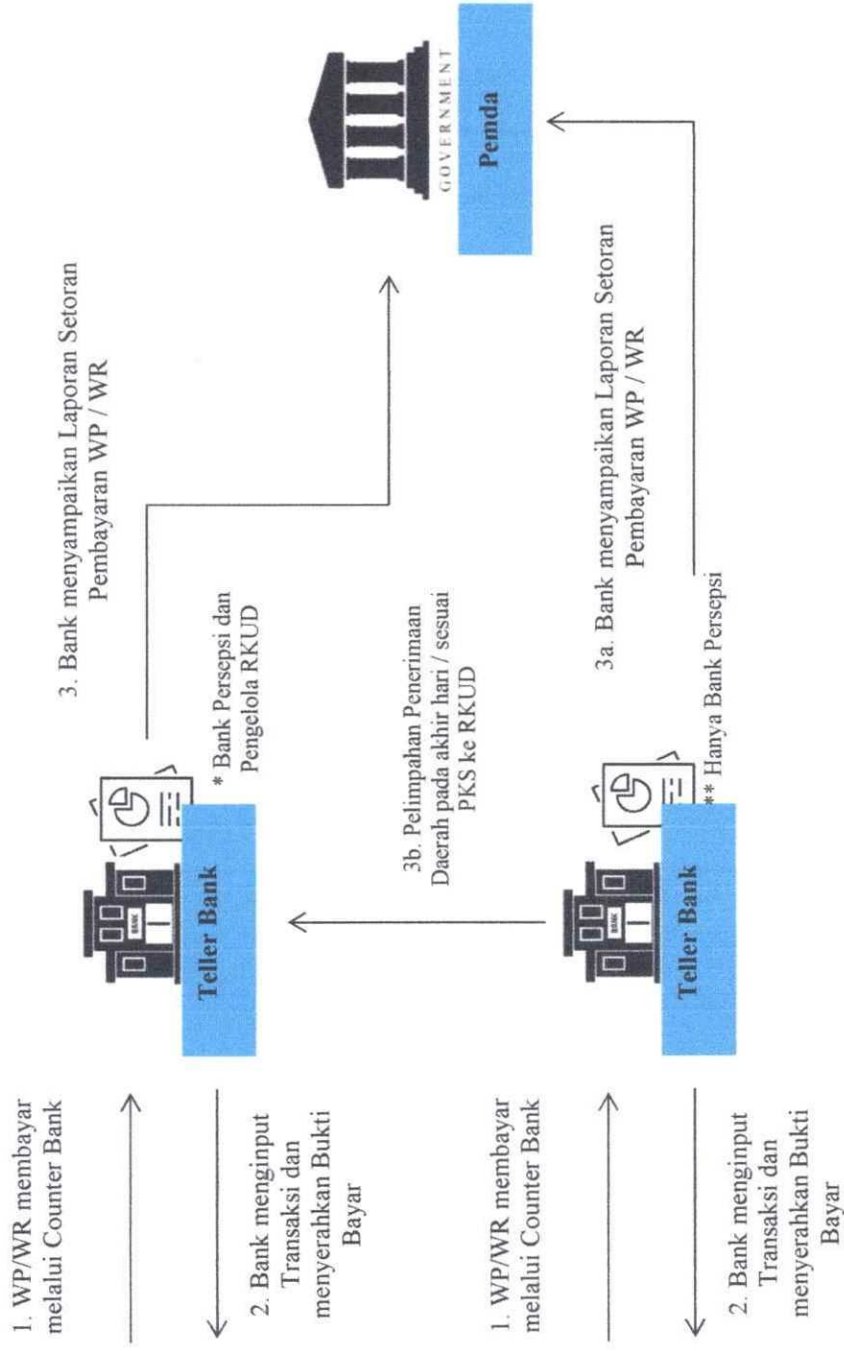 1. WP/WR membayar
melalui Counter Bank
2. Bank menginput
Transaksi dan
menyerahkan Bukti
Bayar
BANK
Teller Bank
* Bank Persepsi dan
Pengelola RKUD
3. Bank menyampaikan Laporan Setoran
Pembayaran WP / WR
3b. Pelimpahan Penerimaan
Daerah pada akhir hari / sesuai
PKS ke RKUD
GOVERNMENT
Pemda
1. WP/WR membayar
melalui Counter Bank
2. Bank menginput
Transaksi dan
menyerahkan Bukti
Bayar
BANK
Teller Bank
** Hanya Bank Persepsi
3a. Bank menyampaikan Laporan Setoran
Pembayaran WP / WR